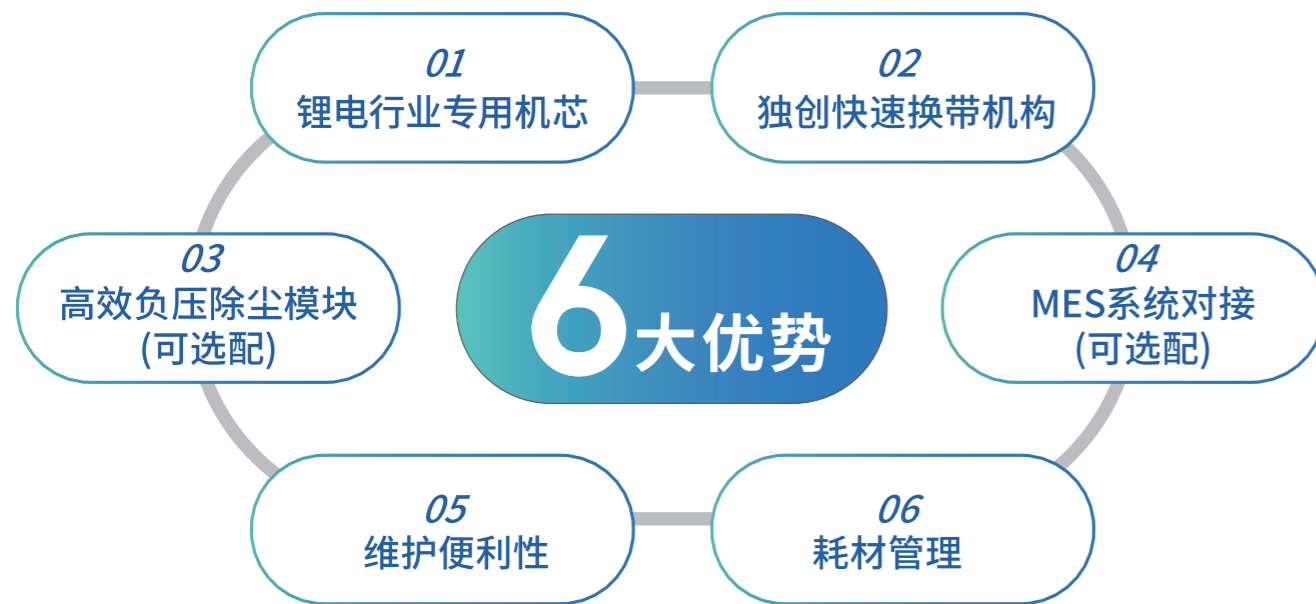 01
锂电行业专用机芯
02
独创快速换带机构
03
高效负压除尘模块
(可选配)
6大优势
04
MES系统对接
(可选配)
05
维护便利性
06
耗材管理